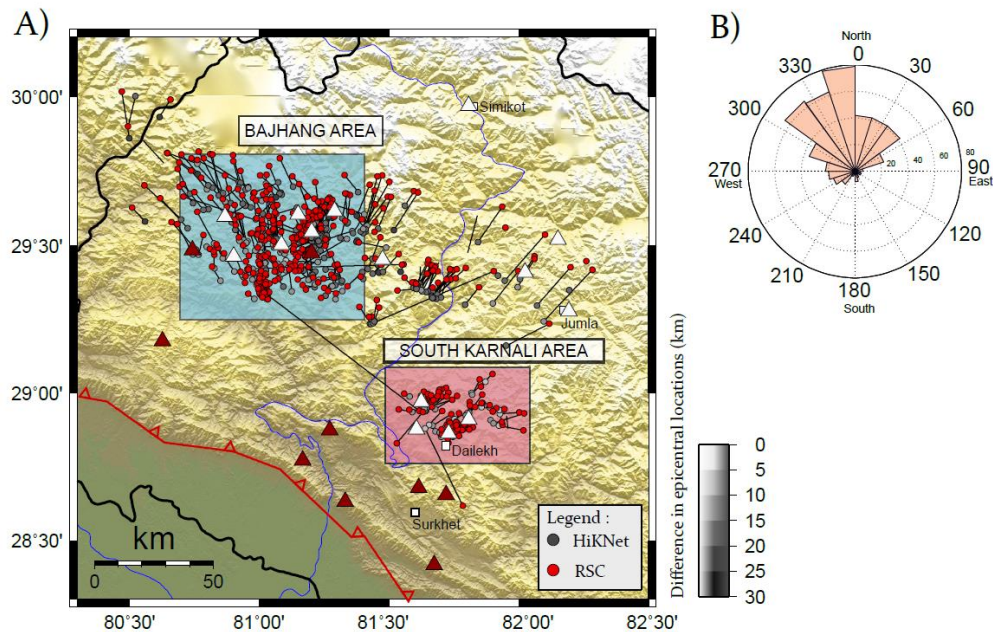 A)
B)
North
0
330
30
300
60
270
West
20
40
60
80
90
East
240
120
210
150
180
South
30°00'
29°30'
29°00'
28°30'
80°30'
81°00'
81°30'
82°00'
82°30'
Simikot
BAJHANG AREA
Jumla
SOUTH KARNALI AREA
Dailekh
Surkhet
km
0
50
Legend :
HiKNet
RSC
Difference in epicentral locations (km)
0
5
10
15
20
25
30